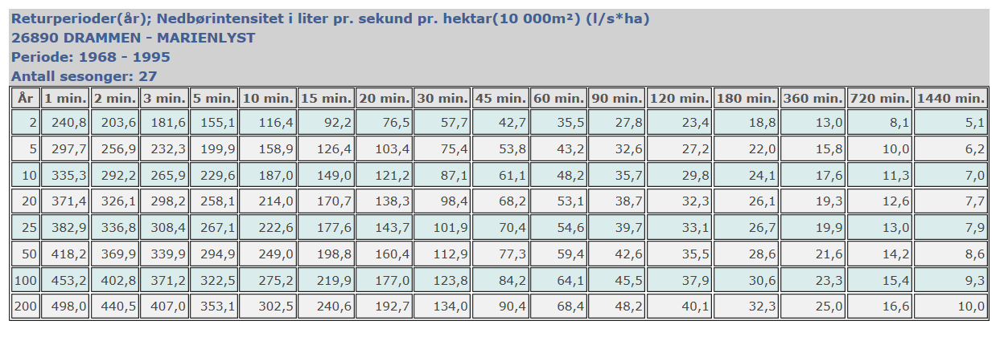 Returperioder(år); Nedbørintensitet i liter pr. sekund pr. hektar(10 000m²) (l/s*ha)
26890 DRAMMEN - MARIENLYST
Periode: 1968 - 1995
Antall sesonger: 27
År 1 min. 2 min. 3 min. 5 min. 10 min. 15 min. 20 min. 30 min. 45 min. 60 min. 90 min. 120 min. 180 min. 360 min. 720 min. 1440 min.
2 240,8 203,6 181,6 155,1 116,4 92,2 76,5 57,7 42,7 35,5 27,8 23,4 18,8 13,0 8,1 5,1
5 297,7 256,9 232,3 199,9 158,9 126,4 103,4 75,4 53,8 43,2 32,6 27,2 22,0 15,8 10,0 6,2
10 335,3 292,2 265,9 229,6 187,0 149,0 121,2 87,1 61,1 48,2 35,7 29,8 24,1 17,6 11,3 7,0
20 371,4 326,1 298,2 258,1 214,0 170,7 138,3 98,4 68,2 53,1 38,7 32,3 26,1 19,3 12,6 7,7
25 382,9 336,8 308,4 267,1 222,6 177,6 143,7 101,9 70,4 54,6 39,7 33,1 26,7 19,9 13,0 7,9
50 418,2 369,9 339,9 294,9 249,0 198,8 160,4 112,9 77,3 59,4 42,6 35,5 28,6 21,6 14,2 8,6
100 453,2 402,8 371,2 322,5 275,2 219,9 177,0 123,8 84,2 64,1 45,5 37,9 30,6 23,3 15,4 9,3
200 498,0 440,5 407,0 353,1 302,5 240,6 192,7 134,0 90,4 68,4 48,2 40,1 32,3 25,0 16,6 10,0